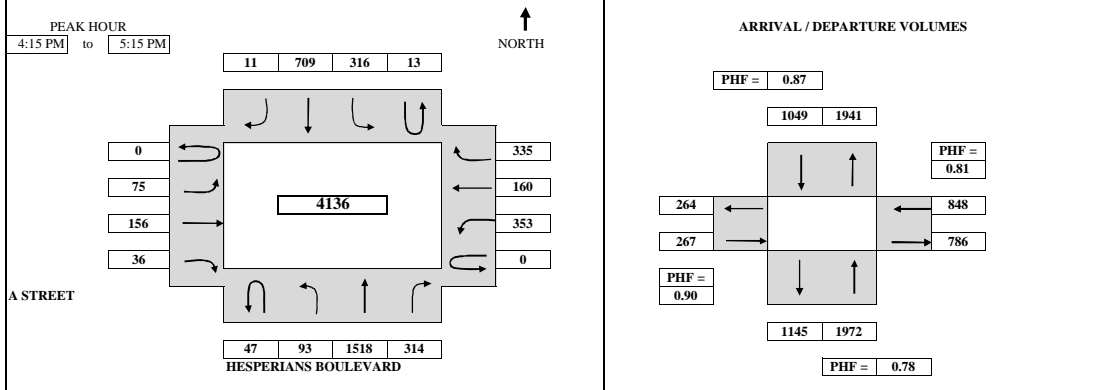 PEAK HOUR
4:15 PM to 5:15 PM
NORTH
11 709 316 13
0
75
156
36
4136
335
160
353
0
A STREET
47 93 1518 314
HESPERIANS BOULEVARD
ARRIVAL / DEPARTURE VOLUMES
PHF = 0.87
1049 1941
PHF =
0.81
264
267
848
786
PHF =
0.90
1145 1972
PHF = 0.78